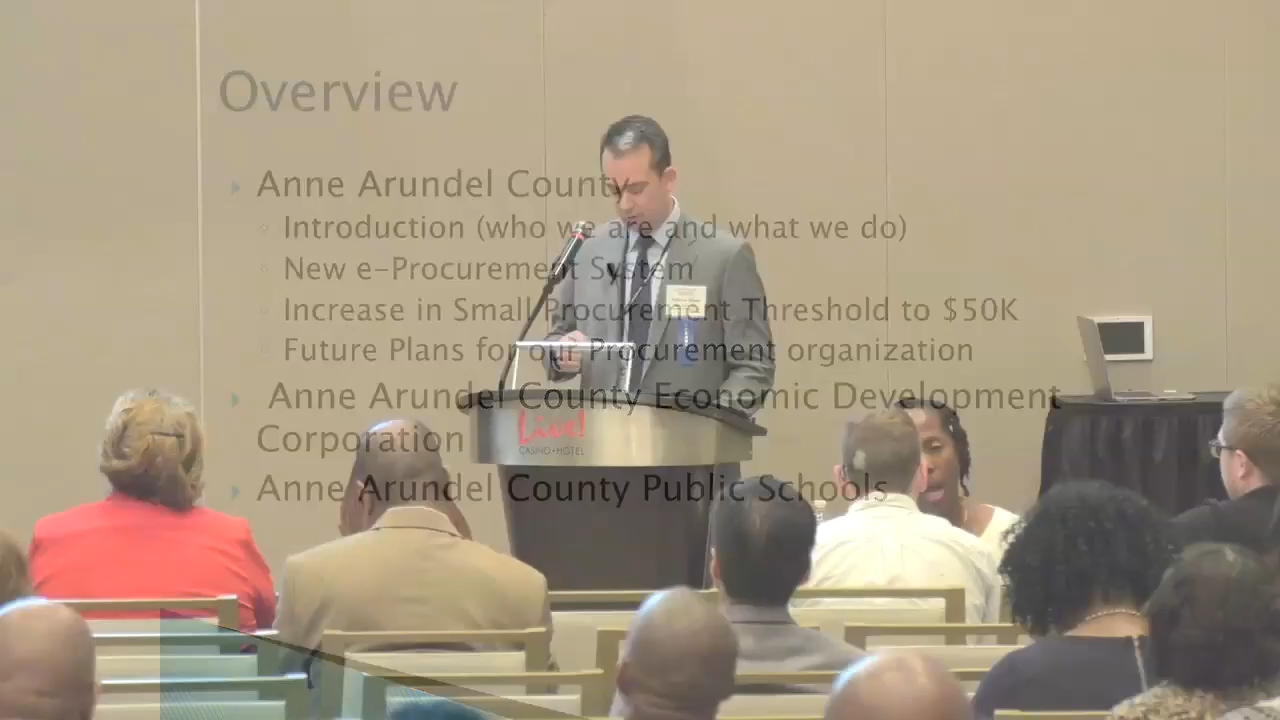 Overview
Anne Arundel County
Introduction (who we are and what we do)
New e-Procurement System
Increase in Small Procurement Threshold to $50K
Future Plans for our Procurement organization
Anne Arundel County Economic Development
Corporation
Anne Arundel County Public Schools
Live!
CASINO•HOTEL